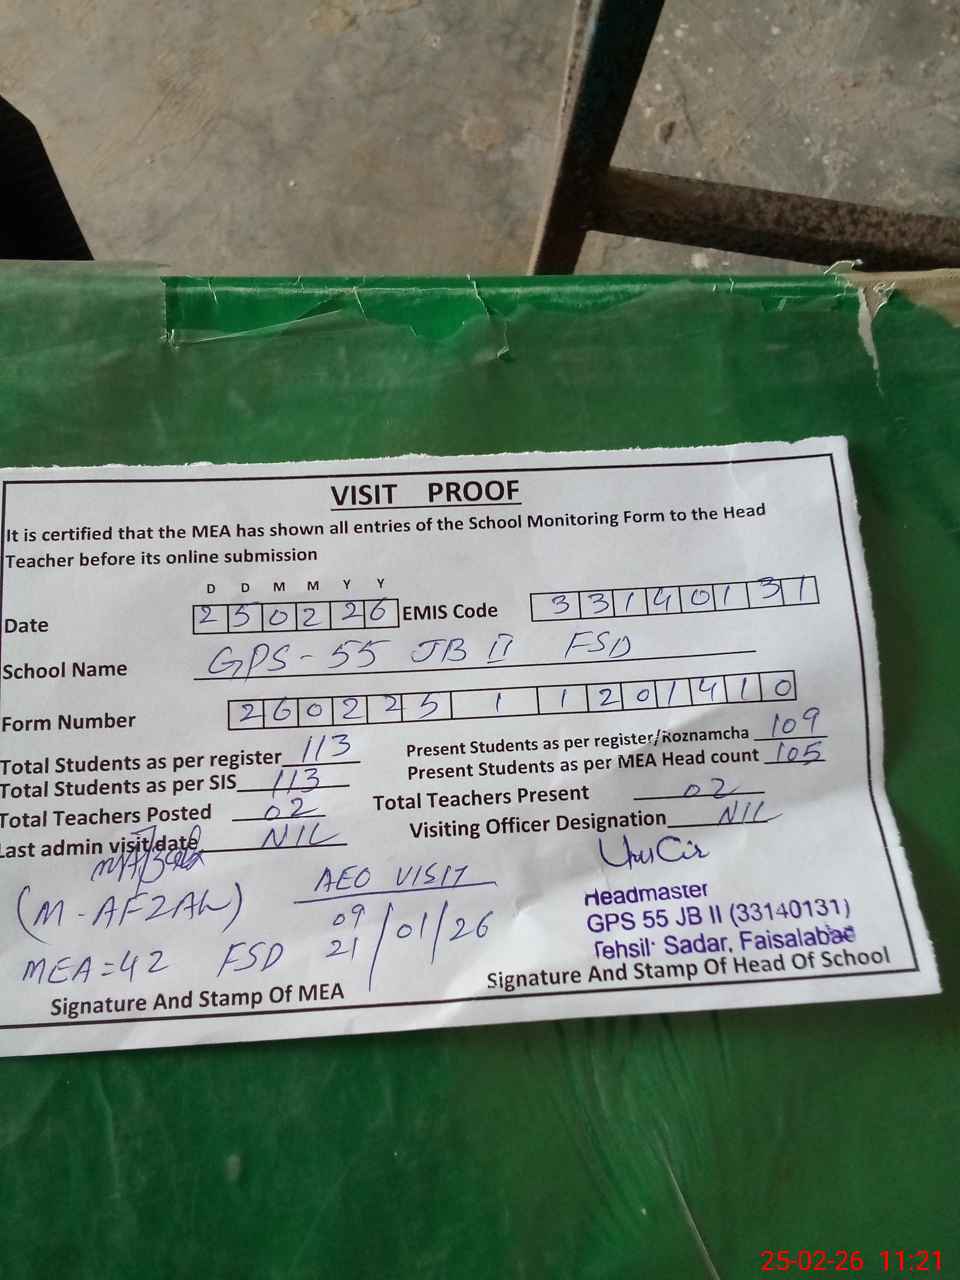 VISIT PROOF
It is certified that the MEA has shown all entries of the School Monitoring Form to the Head
Teacher before its online submission
D D M M Y Y
Date 2 5 0 2 2 6 EMIS Code 3 3 1 4 0 1 3 1
School Name GPS - 55 JB II FSD
Form Number 2 6 0 2 2 5 1 1 2 0 1 4 1 0
Total Students as per register 113 Present Students as per register/Roznamcha 109
Total Students as per SIS 113 Present Students as per MEA Head count 105
Total Teachers Posted 02 Total Teachers Present 02
Last admin visit/date NIL Visiting Officer Designation NIL
(M - AFZAL) AEO VISIT
09
21 / 01 / 26
MEA = 42 FSD
Signature And Stamp Of MEA
Headmaster
GPS 55 JB II (33140131)
Tehsil Sadar, Faisalabad
Signature And Stamp Of Head Of School
25-02-26 11:21